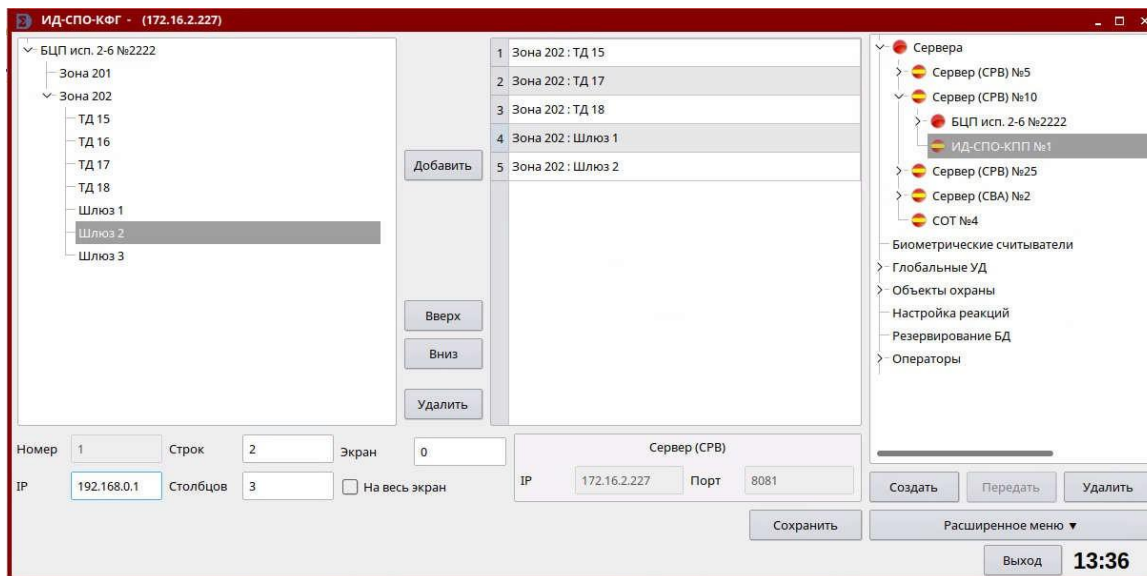 ИД-СПО-КФГ - (172.16.2.227)
БЦП исп. 2-6 №2222
Зона 201
Зона 202
ТД 15
ТД 16
ТД 17
ТД 18
Шлюз 1
Шлюз 2
Шлюз 3
Добавить
Вверх
Вниз
Удалить
1 Зона 202 : ТД 15
2 Зона 202 : ТД 17
3 Зона 202 : ТД 18
4 Зона 202 : Шлюз 1
5 Зона 202 : Шлюз 2
Сервера
Сервер (СРВ) №5
Сервер (СРВ) №10
БЦП исп. 2-6 №2222
ИД-СПО-КПП №1
Сервер (СРВ) №25
Сервер (СВА) №2
СОТ №4
Биометрические считыватели
Глобальные УД
Объекты охраны
Настройка реакций
Резервирование БД
Операторы
Номер 1 Строк 2 Экран 0
IP 192.168.0.1 Столбцов 3 На весь экран
Сервер (СРВ)
IP 172.16.2.227 Порт 8081
Сохранить
Создать Передать Удалить
Расширенное меню ▼
Выход 13:36